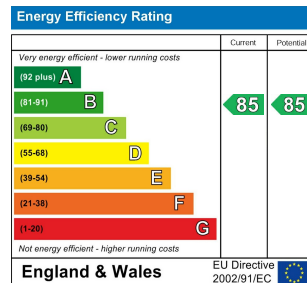 Energy Efficiency Rating
Current Potential
Very energy efficient - lower running costs
(92 plus) A
(81-91) B
85 85
(69-80) C
(55-68) D
(39-54) E
(21-38) F
(1-20) G
Not energy efficient - higher running costs
England & Wales
EU Directive
2002/91/EC